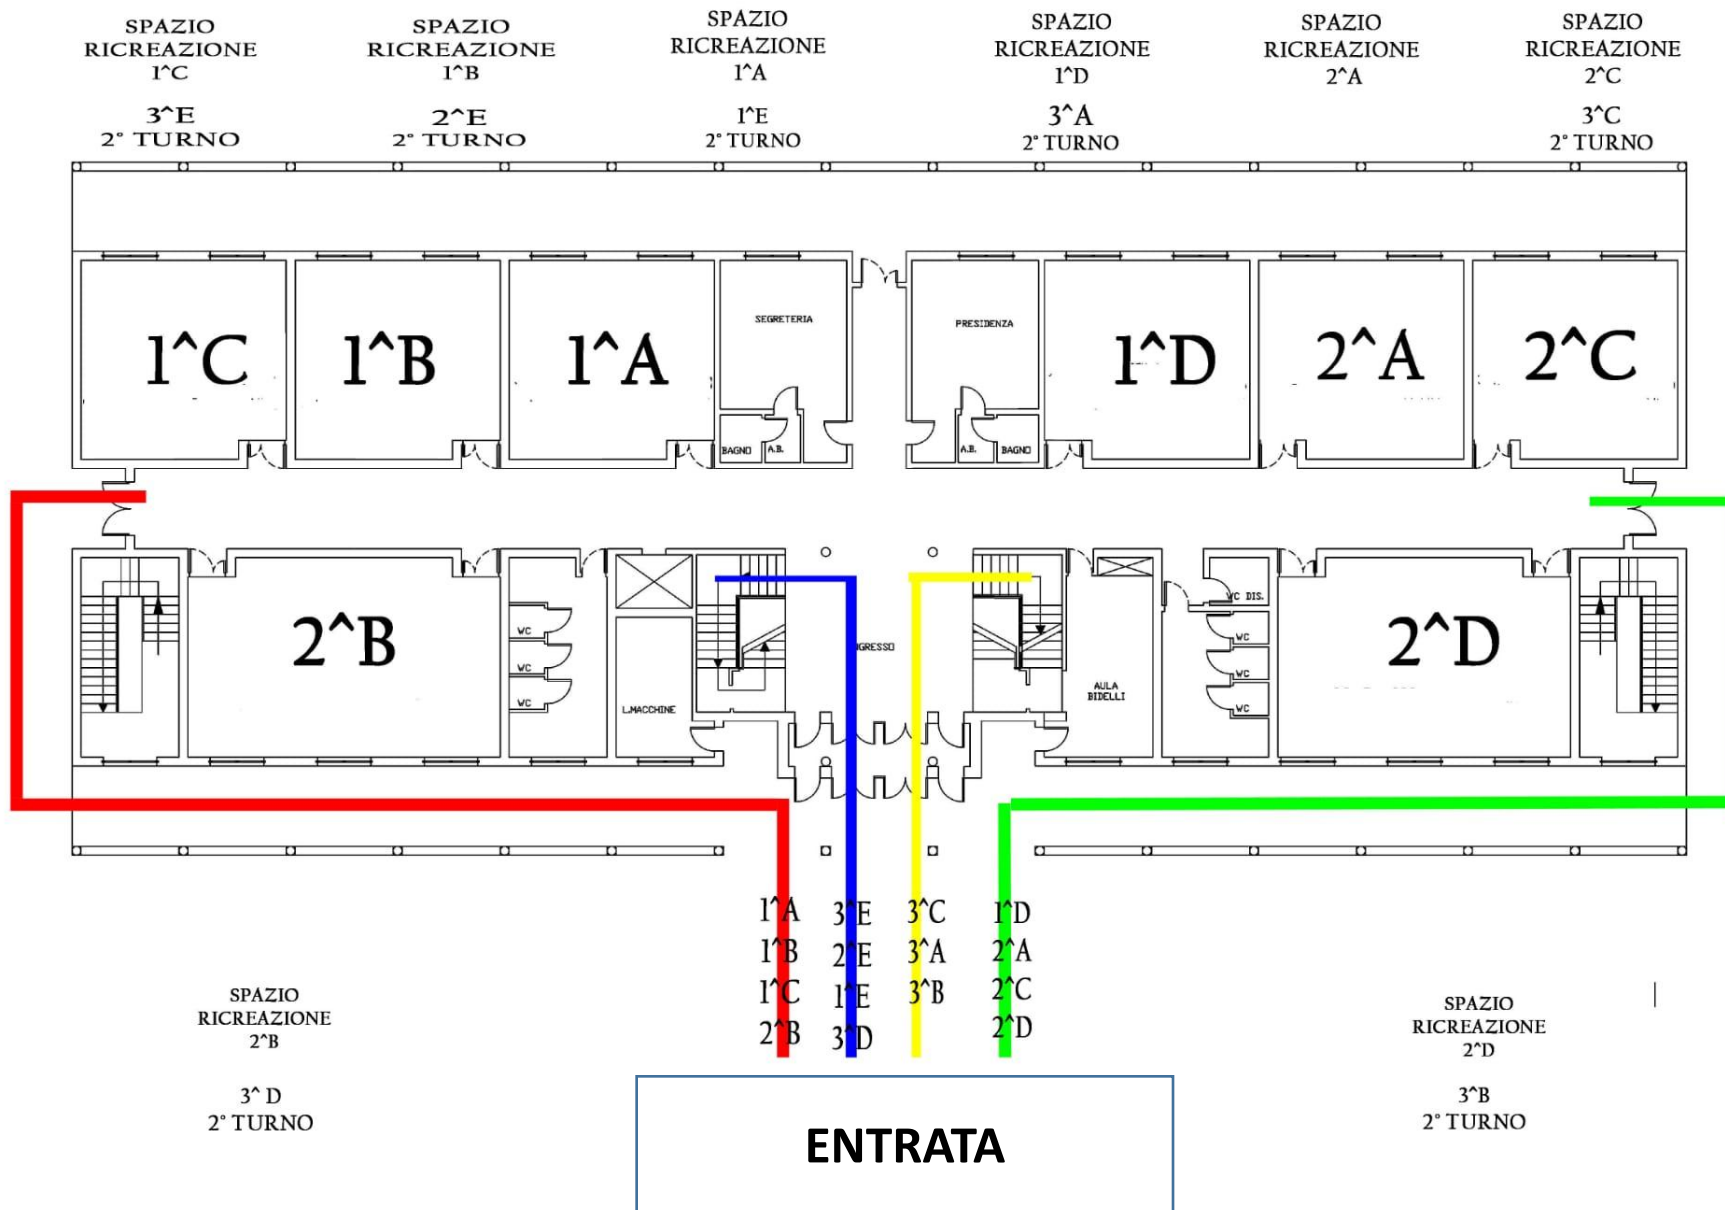 SPAZIO
RICREAZIONE
1^C
3^E
2° TURNO
SPAZIO
RICREAZIONE
1^B
2^E
2° TURNO
SPAZIO
RICREAZIONE
1^A
1^E
2° TURNO
SPAZIO
RICREAZIONE
1^D
3^A
2° TURNO
SPAZIO
RICREAZIONE
2^A
SPAZIO
RICREAZIONE
2^C
3^C
2° TURNO
1^C
1^B
1^A
SEGRETERIA
BAGNO
A.B.
PRESIDENZA
A.B.
BAGNO
1^D
2^A
2^C
2^B
WC
WC
WC
L.MACCHINE
NGRESSO
AULA
BIDELLI
WC DIS.
WC
WC
WC
2^D
1^A
1^B
1^C
2^B
3^E
2^E
1^E
3^D
3^C
3^A
3^B
1^D
2^A
2^C
2^D
SPAZIO
RICREAZIONE
2^B
3^ D
2° TURNO
SPAZIO
RICREAZIONE
2^D
3^B
2° TURNO
ENTRATA